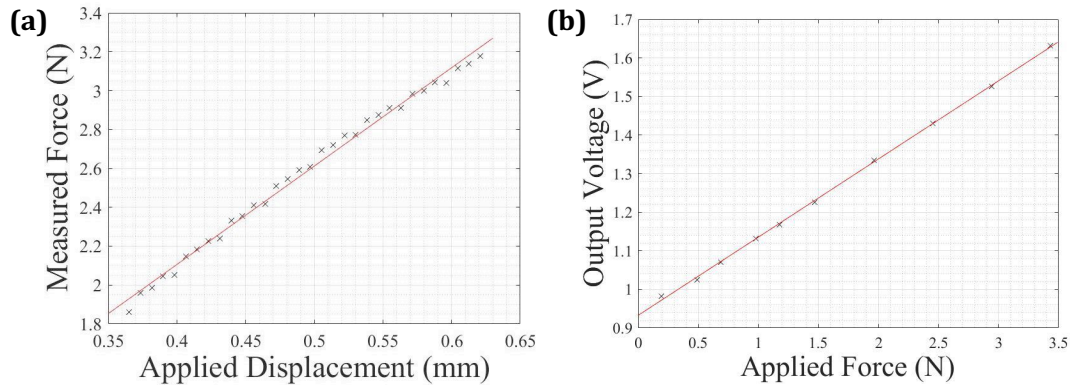 (a)
Measured Force (N)
3.4
3.2
3
2.8
2.6
2.4
2.2
2
1.8
0.35 0.4 0.45 0.5 0.55 0.6 0.65
Applied Displacement (mm)
(b)
Output Voltage (V)
1.7
1.6
1.5
1.4
1.3
1.2
1.1
1
0.9
0 0.5 1 1.5 2 2.5 3 3.5
Applied Force (N)